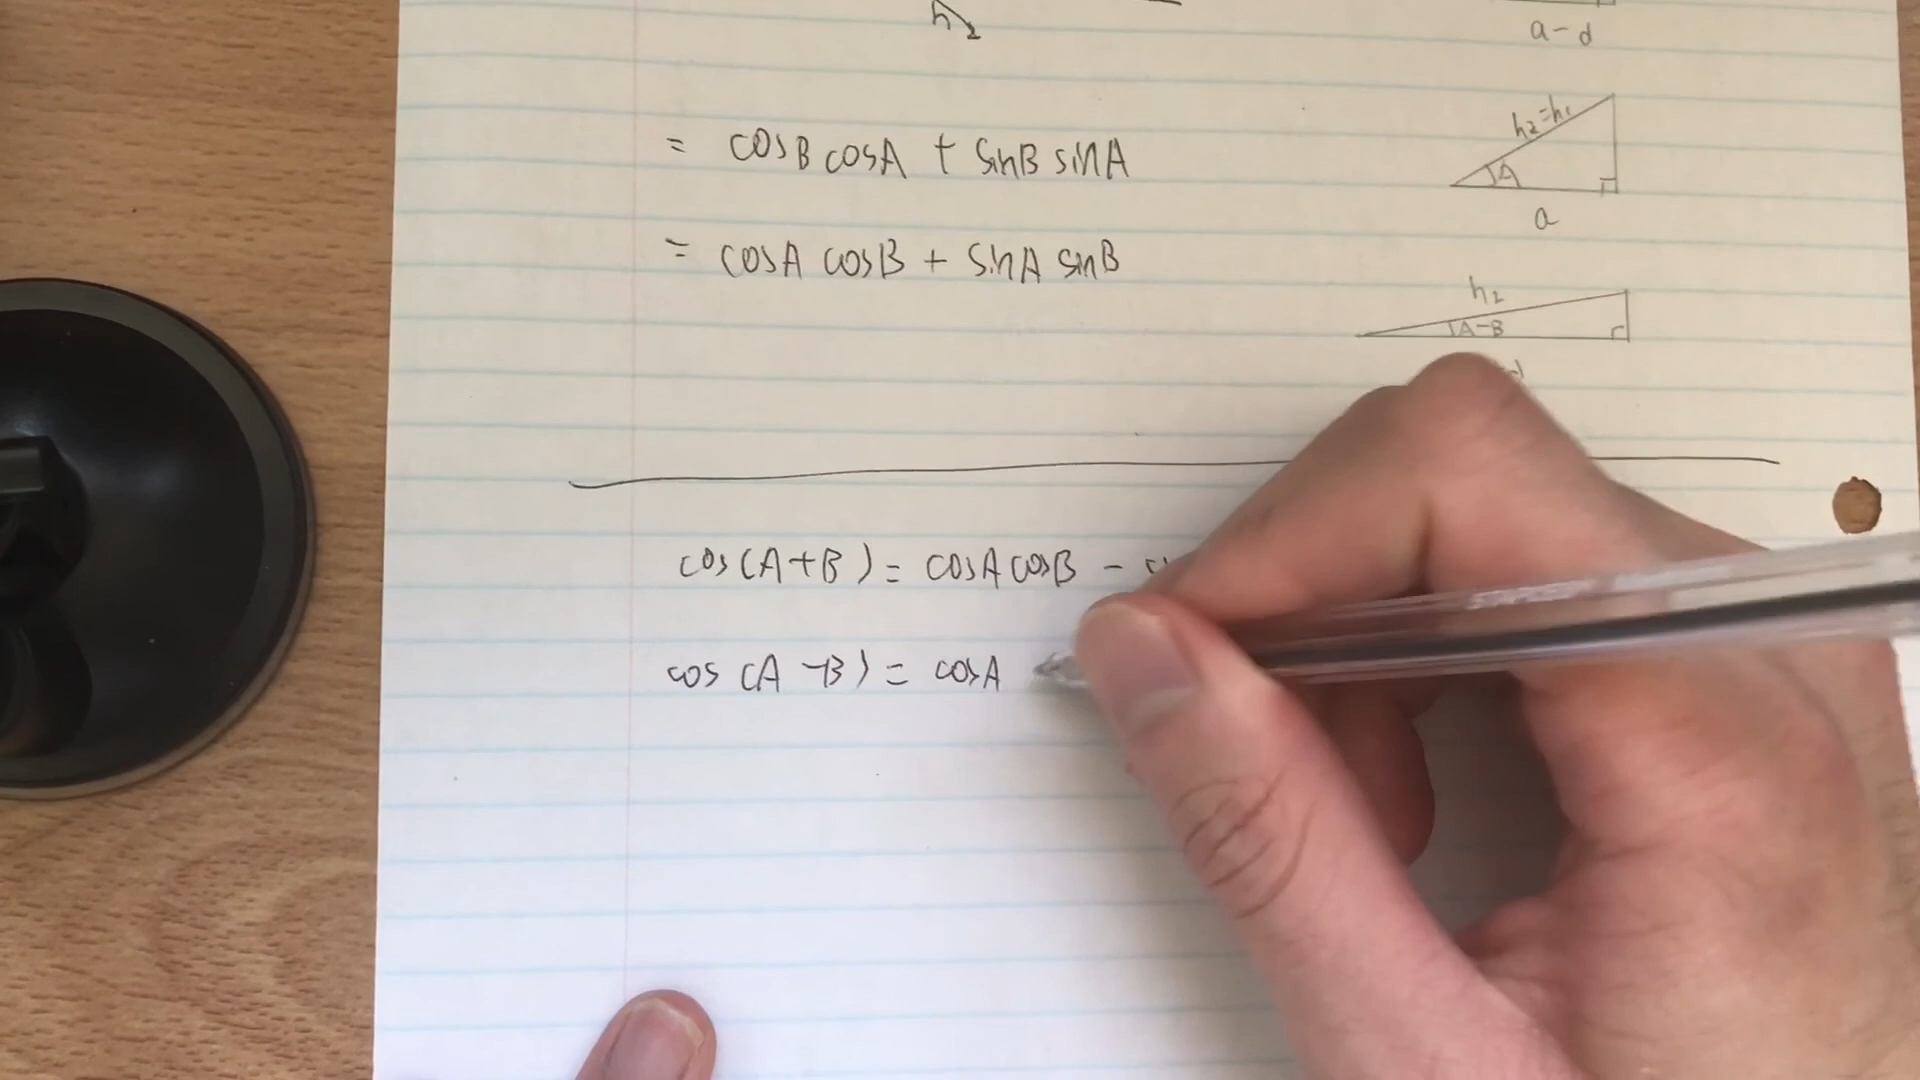 h2
a-d
h2=h1
= cosB cosA + sinB sinA
A
a
= cosA cosB + sinA sinB
h2
A-B
cos(A+B) = cosA cosB -
cos (A -B) = cosA